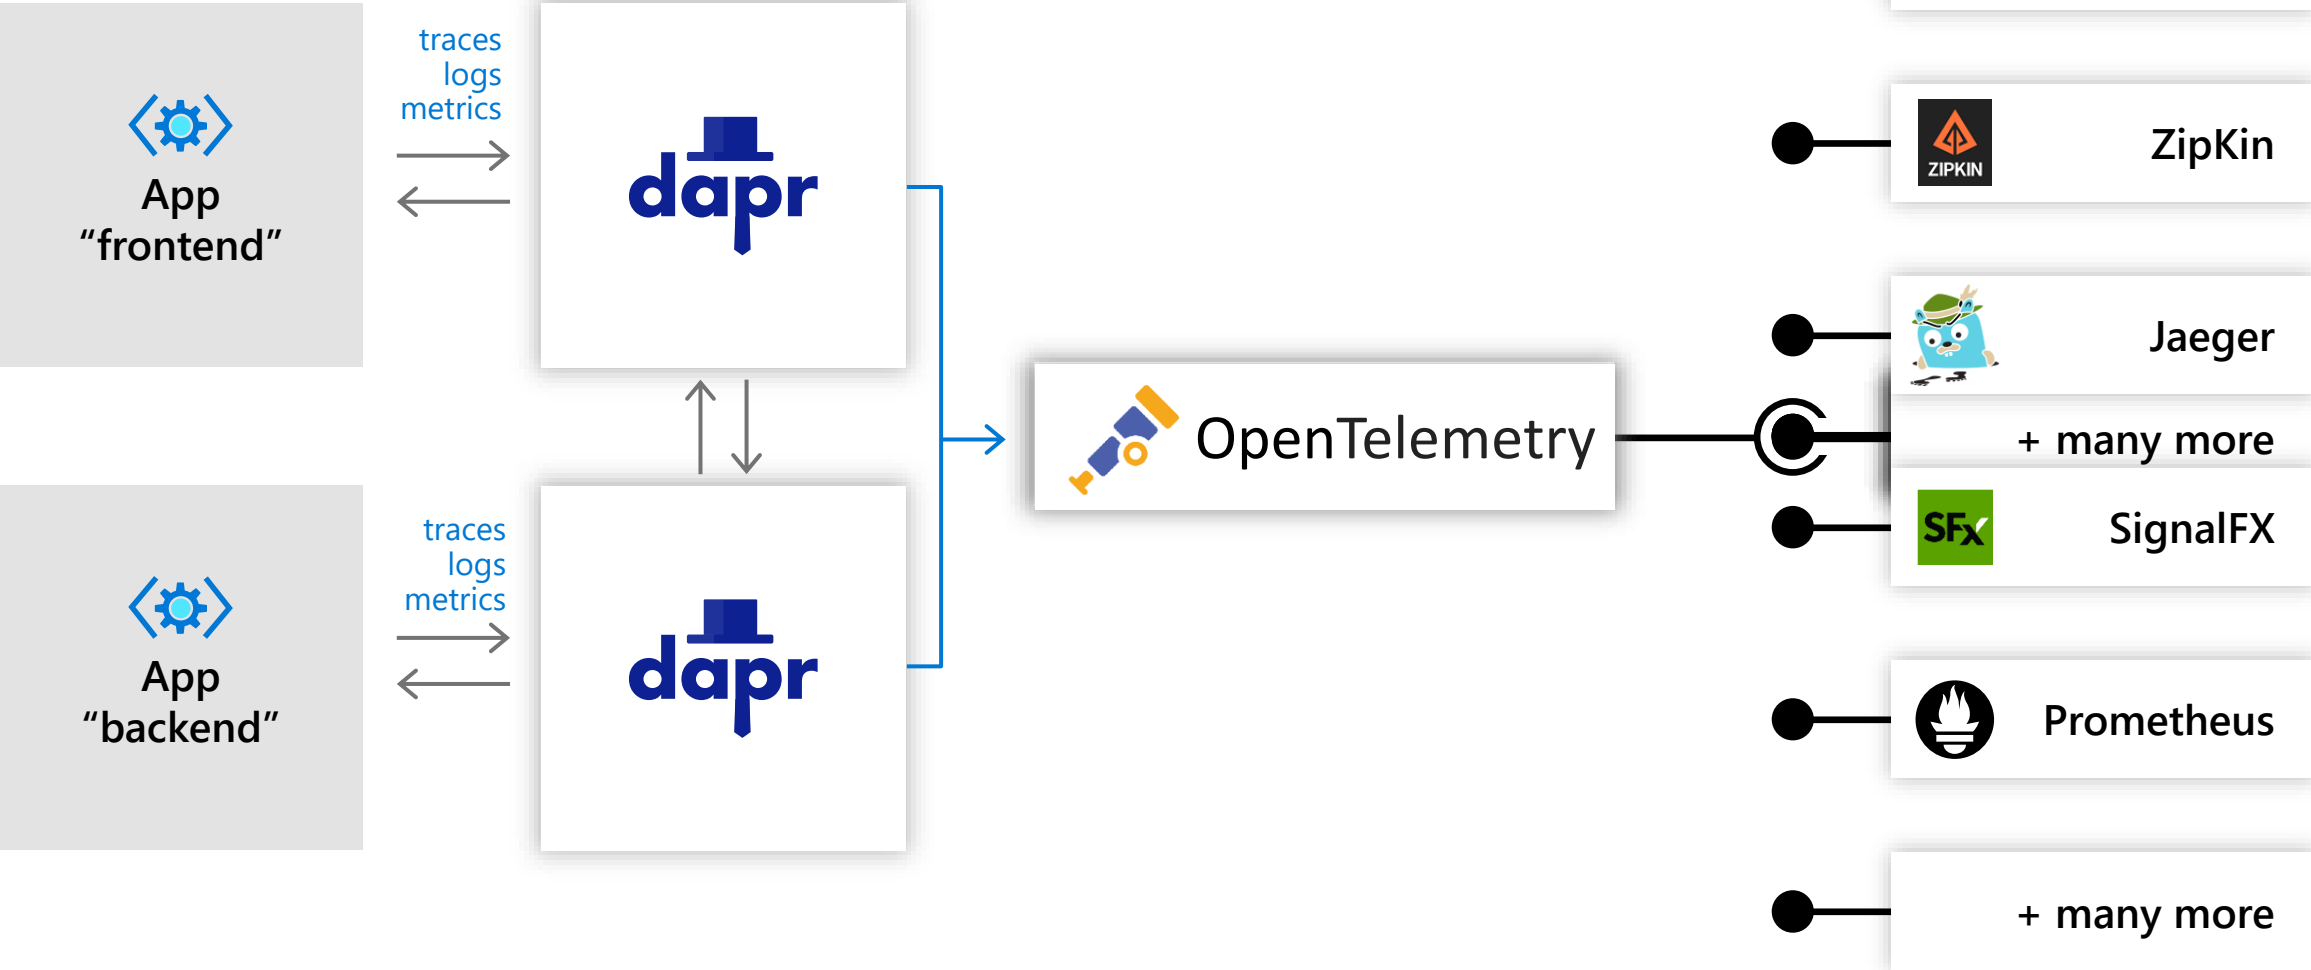 traces
logs
metrics
App
“frontend”
dapr
traces
logs
metrics
App
“backend”
dapr
OpenTelemetry
ZIPKIN
ZipKin
Jaeger
+ many more
SFx
SignalFX
Prometheus
+ many more